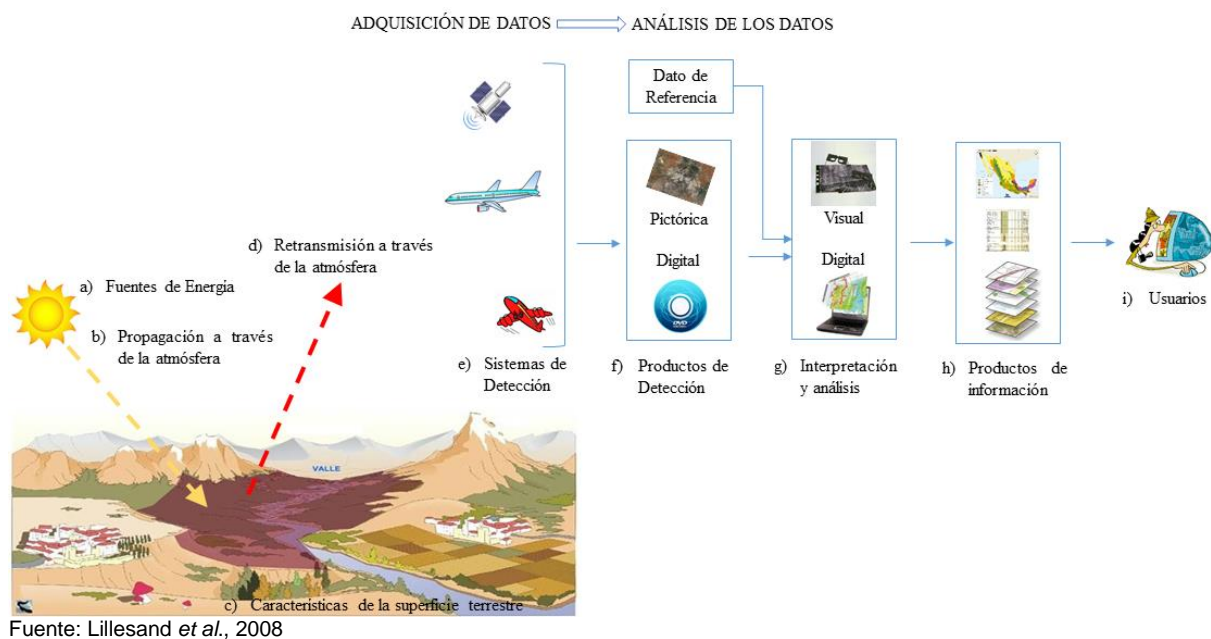 ADQUISICIÓN DE DATOS
ANÁLISIS DE LOS DATOS
Dato de
Referencia
Pictórica
Digital
DVD
Visual
Digital
a) Fuentes de Energia
b) Propagación a través
de la atmósfera
d) Retransmisión a través
de la atmósfera
e) Sistemas de
Detección
f) Productos de
Detección
g) Interpretación
y análisis
h) Productos de
información
i) Usuarios
VALLE
c) Características de la superficie terrestre
Fuente: Lillesand et al., 2008